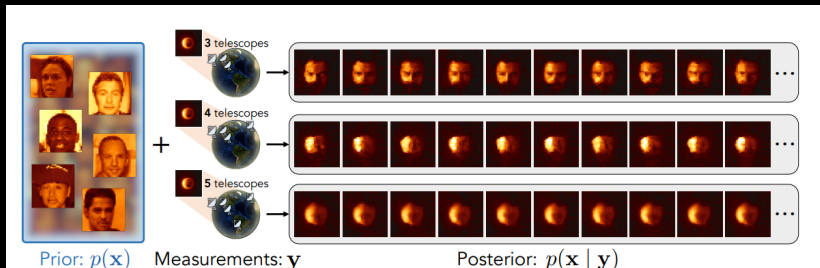 3 telescopes
...
4 telescopes
+
...
5 telescopes
...
Prior: p(x) Measurements: y Posterior: p(x | y)